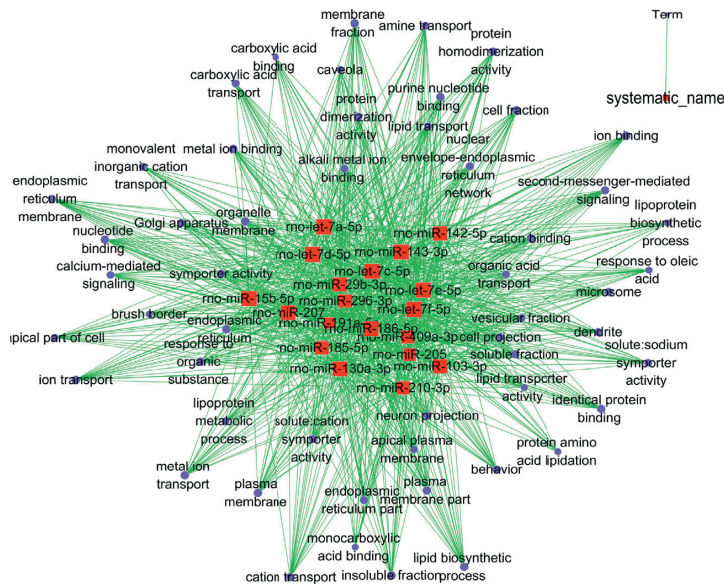 membrane
fraction
amine transport
protein
homodimerization
activity
Term
systematic_name
carboxylic acid
binding
caveola
carboxylic acid
transport
protein
dimerization
activity
purine nucleotide
binding
lipid transport
cell fraction
nuclear
envelope-endoplasmic
reticulum
network
ion binding
monovalent
inorganic cation
transport
metal ion binding
alkali metal ion
binding
second-messenger-mediated
signaling
endoplasmic
reticulum
membrane
lipoprotein
biosynthetic
process
nucleotide
binding
Golgi apparatus
organelle
membrane
rno-let-7a-5p
rno-miR-142-5p
rno-miR-143-3p
cation binding
calcium-mediated
signaling
symporter activity
rno-let-7d-5p
rno-let-7c-5p
organic acid
transport
response to oleic
acid
rno-miR-29b-3p
rno-let-7e-5p
microsome
rno-miR-15b-5p
rno-miR-296-3p
rno-let-7f-5p
brush border
rno-miR-207
rno-miR-186-5p
vesicular fraction
dendrite
apical part of cell
endoplasmic
reticulum
rno-miR-409a-3p
cell projection
solute:sodium
symporter
activity
response to
organic
substance
rno-miR-185-5p
rno-miR-205
soluble fraction
ion transport
rno-miR-130a-3p
rno-miR-103-3p
lipid transporter
activity
rno-miR-210-3p
identical protein
binding
lipoprotein
metabolic
process
solute:cation
symporter
activity
neuron projection
apical plasma
membrane
protein amino
acid lipidation
behavior
metal ion
transport
plasma
membrane
endoplasmic
reticulum part
plasma
membrane part
monocarboxylic
acid binding
lipid biosynthetic
process
cation transport
insoluble fraction